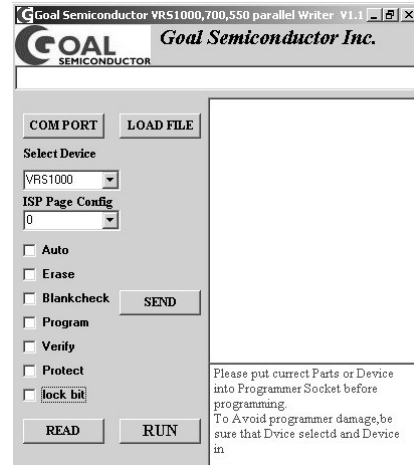 Goal Semiconductor VRS1000,700,550 parallel Writer V1.1
GOAL
SEMICONDUCTOR
Goal Semiconductor Inc.
COM PORT
LOAD FILE
Select Device
VRS1000
ISP Page Config
0
Auto
Erase
Blankcheck
SEND
Program
Verify
Protect
lock bit
READ
RUN
Please put currect Parts or Device
into Programmer Socket before
programming.
To Avoid programmer damage,be
sure that Dvice selectd and Device
in